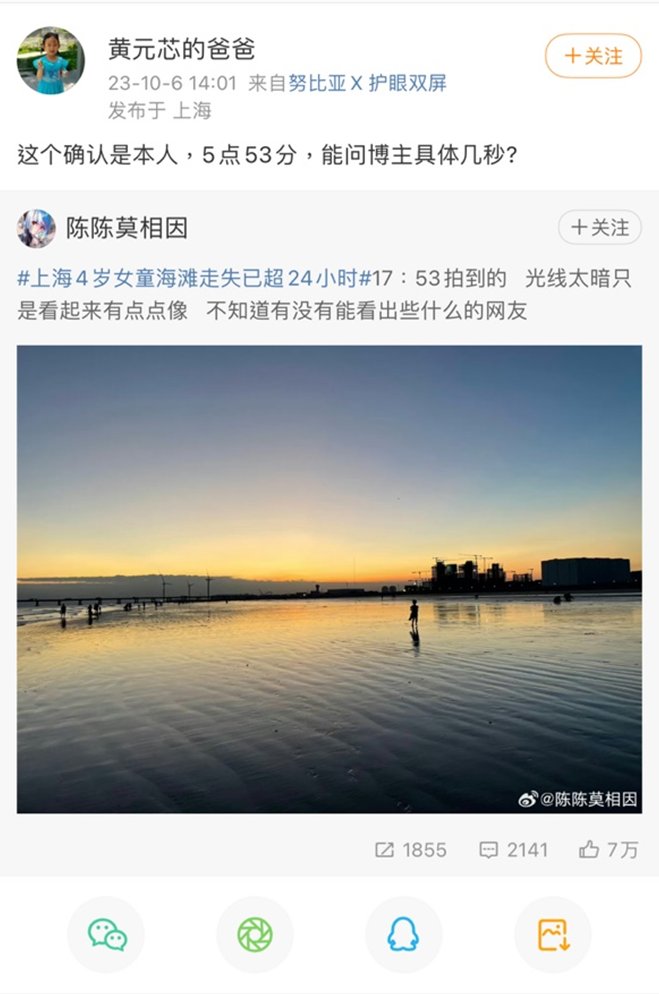 黄元芯的爸爸
+关注
23-10-6 14:01 来自努比亚X 护眼双屏
发布于 上海
这个确认是本人，5点53分，能问博主具体几秒?
陈陈莫相因
+关注
#上海4岁女童海滩走失已超24小时#17：53拍到的 光线太暗只
是看起来有点点像 不知道有没有能看出些什么的网友
@陈陈莫相因
1855 2141 7万